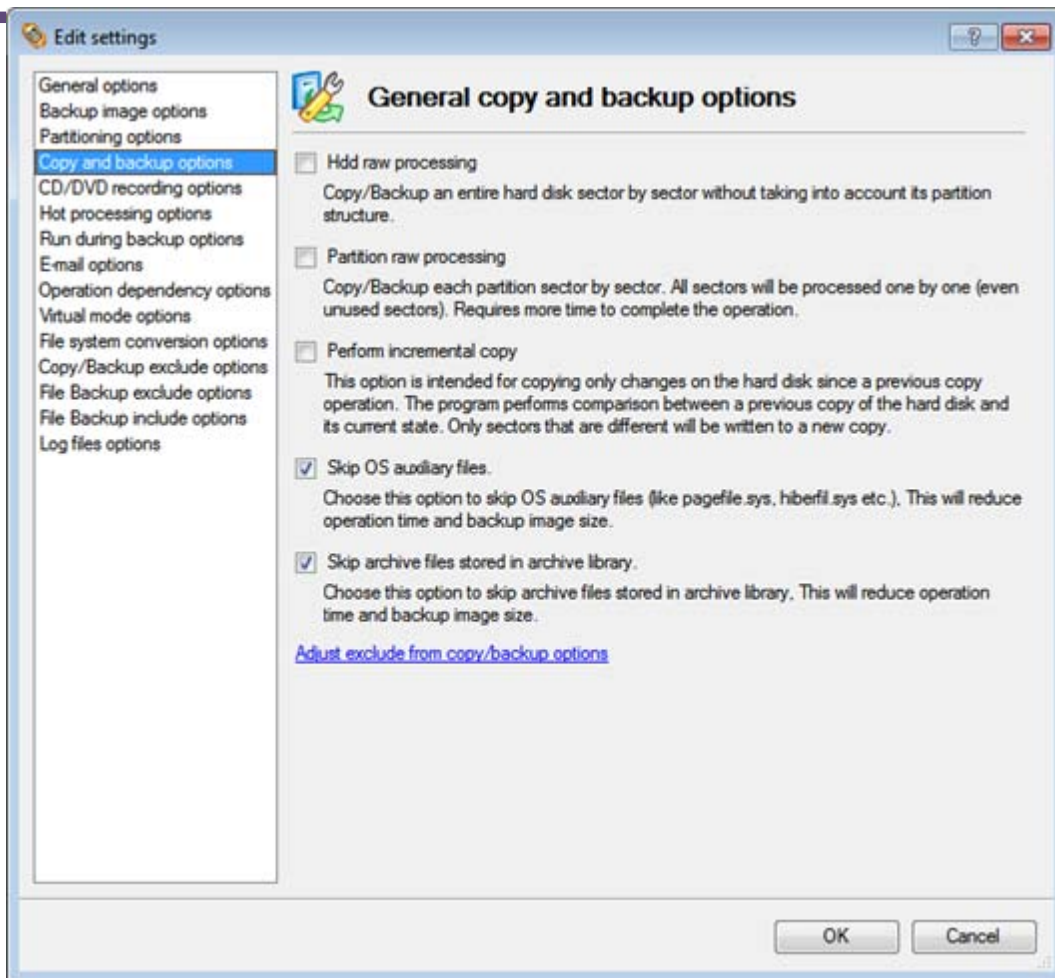 Edit settings
General options
Backup image options
Partitioning options
Copy and backup options
CD/DVD recording options
Hot processing options
Run during backup options
E-mail options
Operation dependency options
Virtual mode options
File system conversion options
Copy/Backup exclude options
File Backup exclude options
File Backup include options
Log files options
General copy and backup options
Hdd raw processing
Copy/Backup an entire hard disk sector by sector without taking into account its partition
structure.
Partition raw processing
Copy/Backup each partition sector by sector. All sectors will be processed one by one (even
unused sectors). Requires more time to complete the operation.
Perform incremental copy
This option is intended for copying only changes on the hard disk since a previous copy
operation. The program performs comparison between a previous copy of the hard disk and
its current state. Only sectors that are different will be written to a new copy.
Skip OS auxiliary files.
Choose this option to skip OS auxiliary files (like pagefile.sys, hiberfil.sys etc.), This will reduce
operation time and backup image size.
Skip archive files stored in archive library.
Choose this option to skip archive files stored in archive library, This will reduce operation
time and backup image size.
Adjust exclude from copy/backup options
OK
Cancel